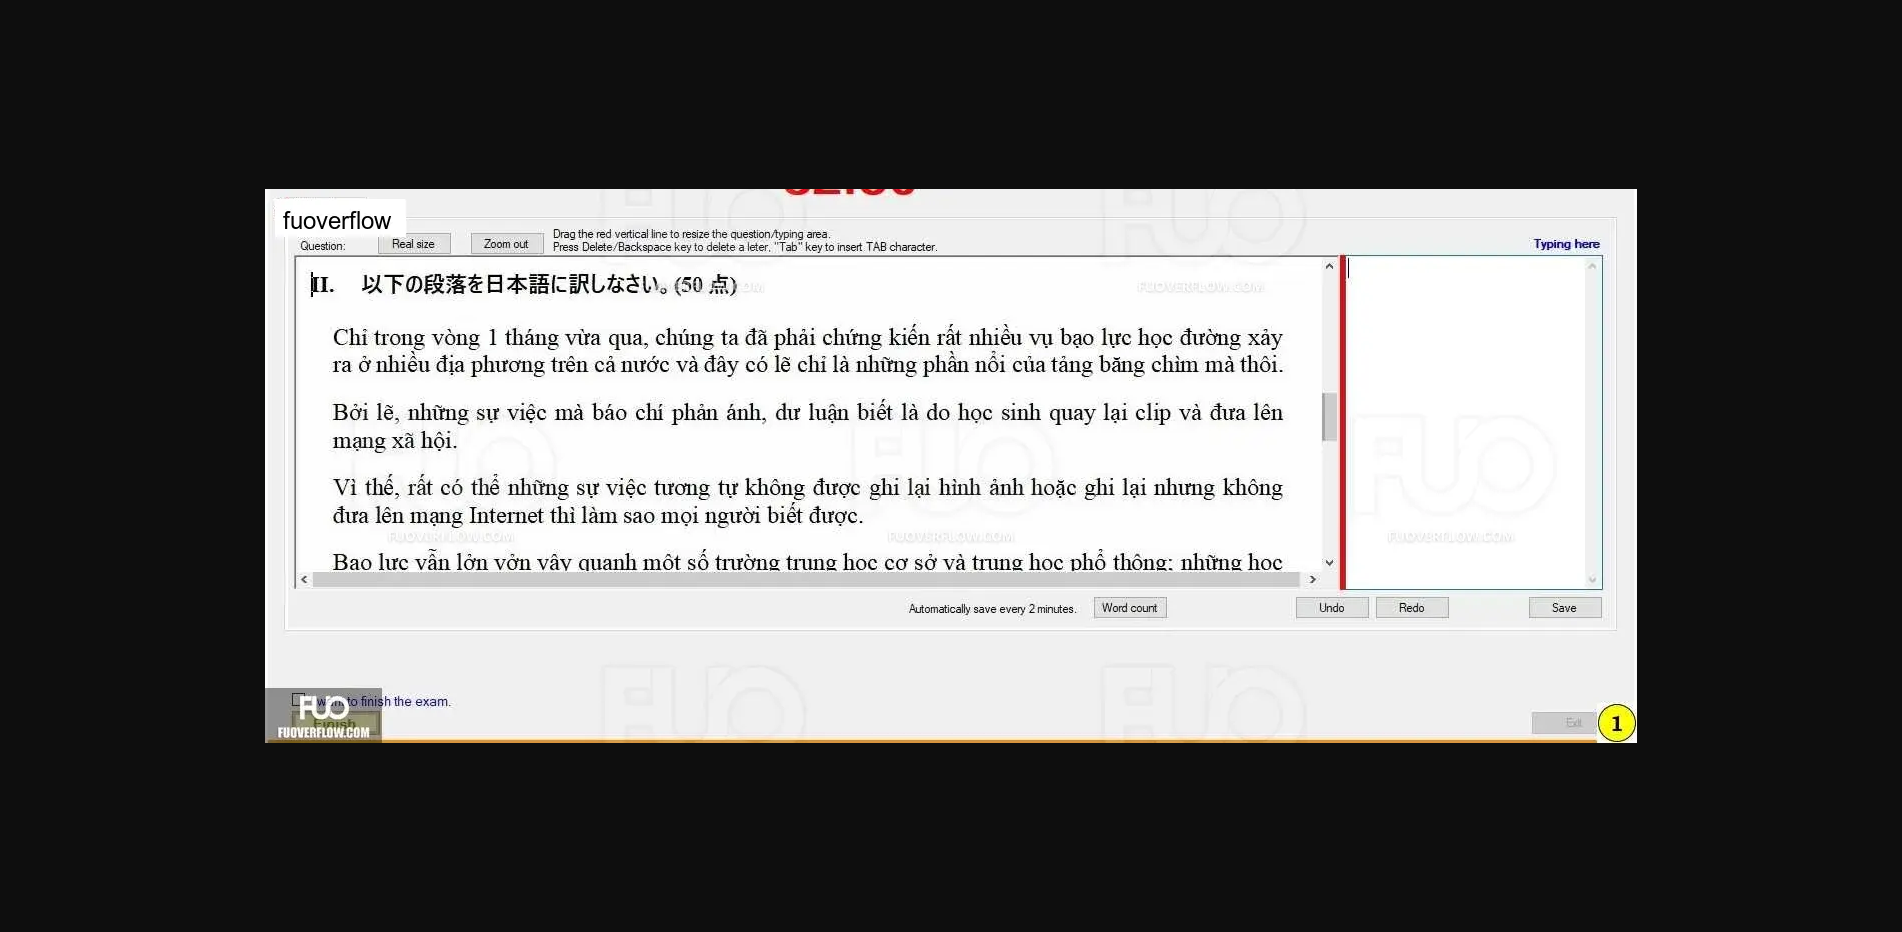 fuoverflow
Question:
Real size
Zoom out
Drag the red vertical line to resize the question/typing area.
Press Delete/Backspace key to delete a leter, "Tab" key to insert TAB character.
Typing here
II. 以下の段落を日本語に訳しなさい。(50 点)
FUOVERFLOW.COM
Chỉ trong vòng 1 tháng vừa qua, chúng ta đã phải chứng kiến rất nhiều vụ bạo lực học đường xảy
ra ở nhiều địa phương trên cả nước và đây có lẽ chỉ là những phần nổi của tảng băng chìm mà thôi.
Bởi lẽ, những sự việc mà báo chí phản ánh, dư luận biết là do học sinh quay lại clip và đưa lên
mạng xã hội.
Vì thế, rất có thể những sự việc tương tự không được ghi lại hình ảnh hoặc ghi lại nhưng không
đưa lên mạng Internet thì làm sao mọi người biết được.
FUOVERFLOW.COM
FUOVERFLOW.COM
FUOVERFLOW.COM
Bạo lực vẫn lởn vởn vây quanh một số trường trung học cơ sở và trung học phổ thông; những học
Automatically save every 2 minutes.
Word count
Undo
Redo
Save
I want to finish the exam.
Finish
FUO
FUOVERFLOW.COM
Exit
1